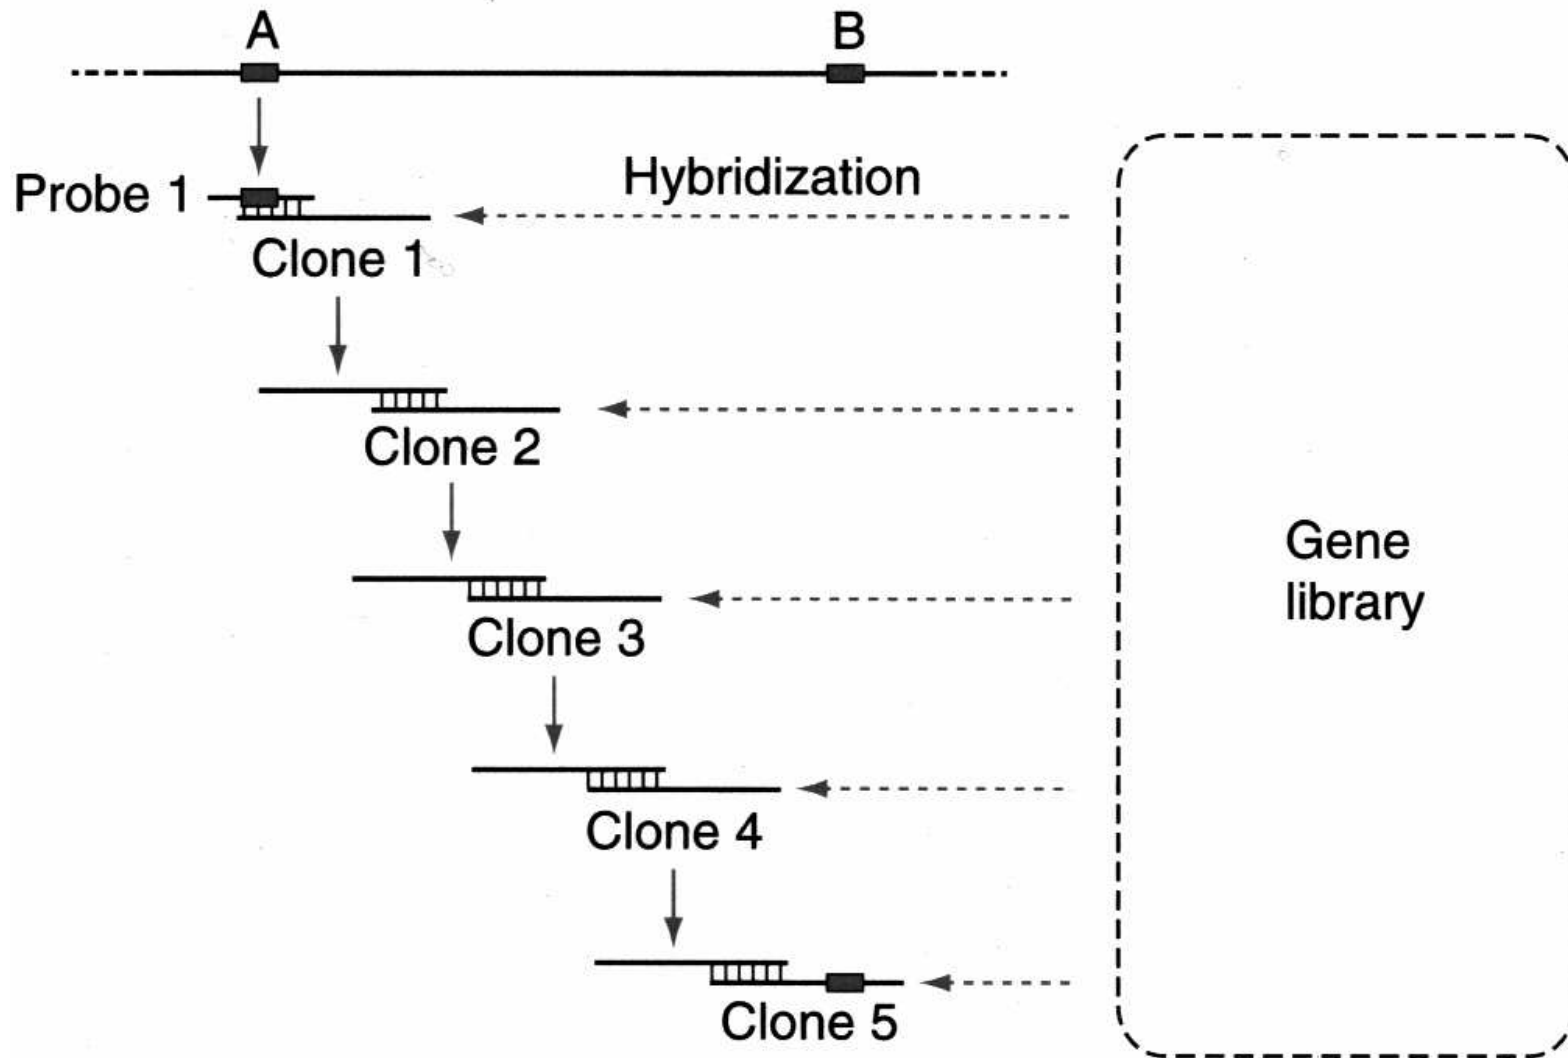 A
B
Probe 1
Hybridization
Clone 1
Clone 2
Gene
library
Clone 3
Clone 4
Clone 5